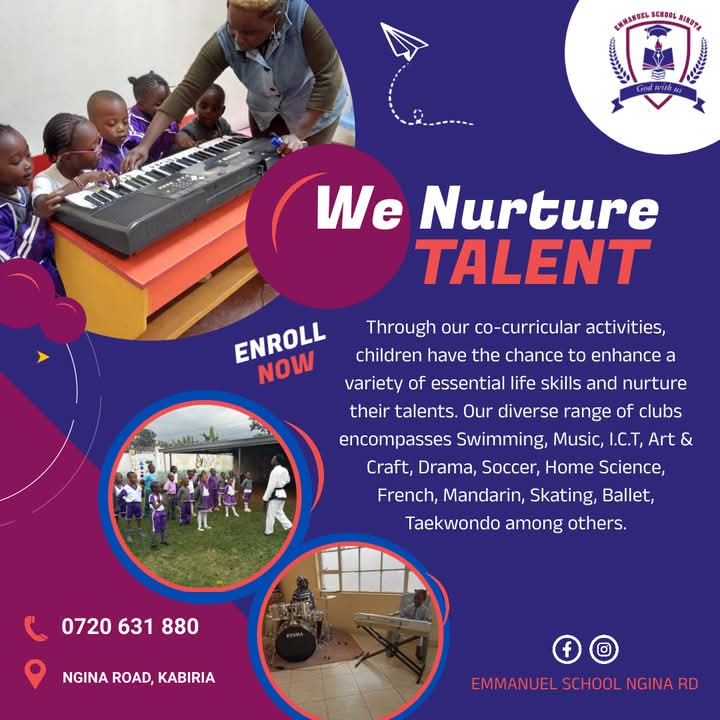 EMMANUEL SCHOOL RIRUTA
God with us
We Nurture
TALENT
ENROLL
NOW
Through our co-curricular activities,
children have the chance to enhance a
variety of essential life skills and nurture
their talents. Our diverse range of clubs
encompasses Swimming, Music, I.C.T, Art &
Craft, Drama, Soccer, Home Science,
French, Mandarin, Skating, Ballet,
Taekwondo among others.
TAMA
0720 631 880
NGINA ROAD, KABIRIA
EMMANUEL SCHOOL NGINA RD